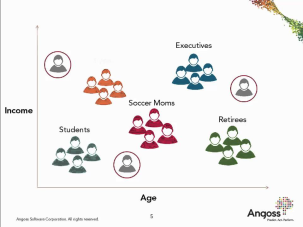 Executives
Income
Soccer Moms
Students
Retirees
Age
Angoss Software Corporation. All rights reserved.
5
Angoss